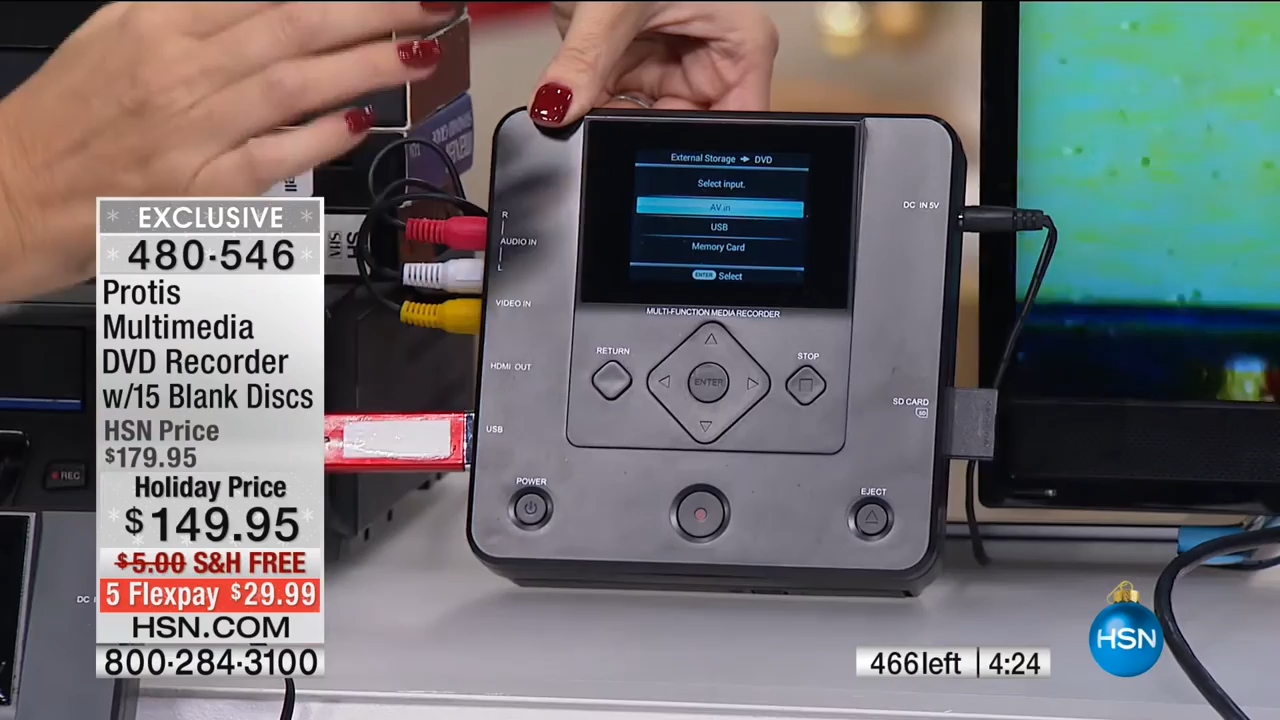 EXCLUSIVE
480-546
Protis
Multimedia
DVD Recorder
w/15 Blank Discs
HSN Price
$179.95
Holiday Price
$149.95
$5.00 S&H FREE
5 Flexpay $29.99
HSN.COM
800-284-3100
External Storage → DVD
Select input.
AV in
USB
Memory Card
ENTER Select
MULTI-FUNCTION MEDIA RECORDER
R
AUDIO IN
L
VIDEO IN
HDMI OUT
USB
DC IN 5V
SD CARD
RETURN
STOP
ENTER
POWER
EJECT
REC
466 left
4:24
HSN